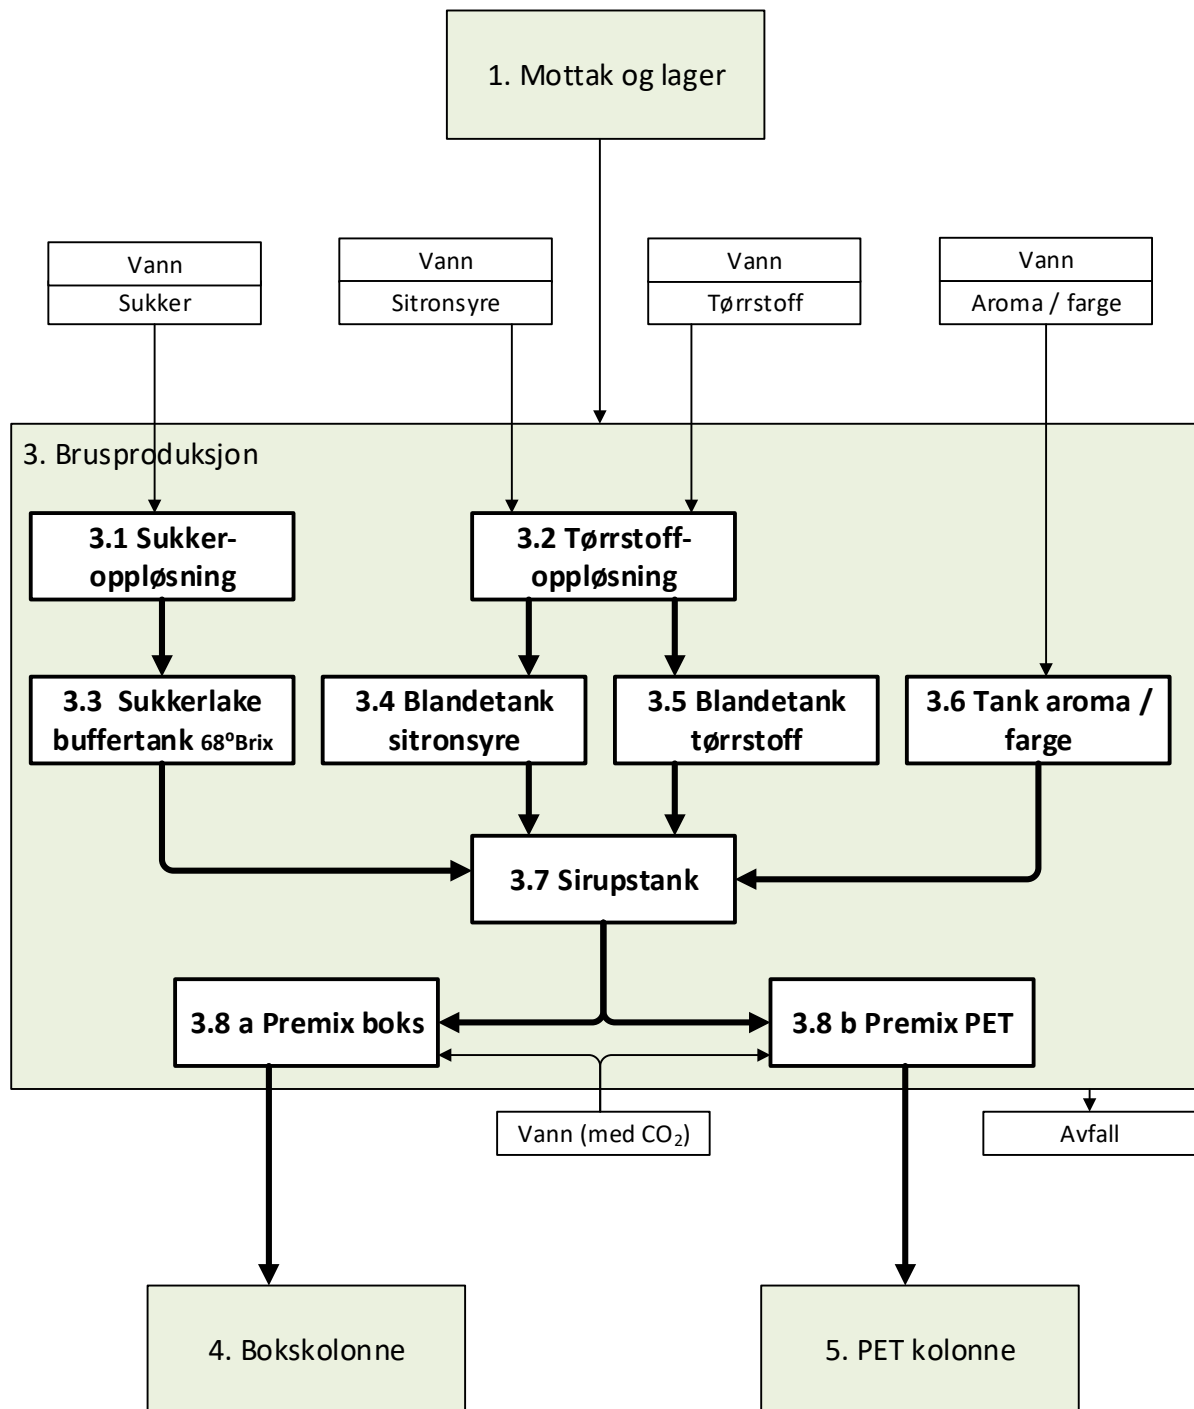 1. Mottak og lager
Vann
Sukker
Vann
Sitronsyre
Vann
Tørrstoff
Vann
Aroma / farge
3. Brusproduksjon
3.1 Sukker-
oppløsning
3.2 Tørrstoff-
oppløsning
3.3 Sukkerlake
buffertank 68⁰Brix
3.4 Blandetank
sitronsyre
3.5 Blandetank
tørrstoff
3.6 Tank aroma /
farge
3.7 Sirupstank
3.8 a Premix boks
3.8 b Premix PET
Vann (med CO₂)
Avfall
4. Bokskolonne
5. PET kolonne